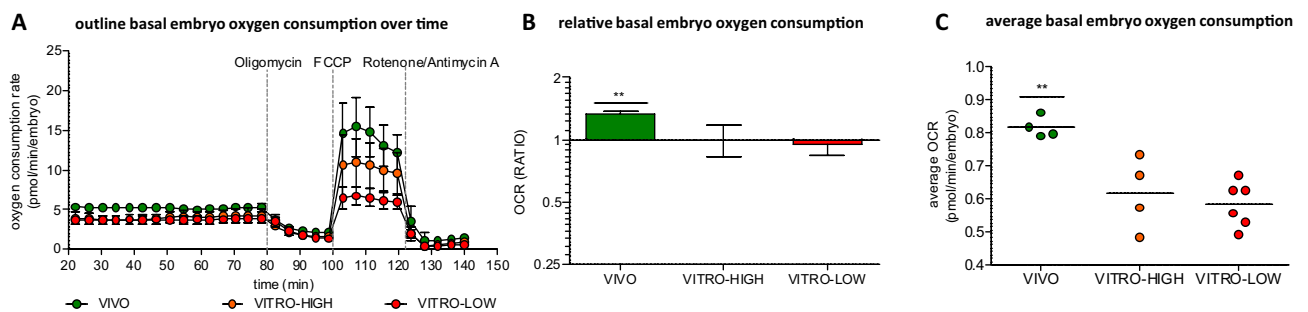 A
outline basal embryo oxygen consumption over time
oxygen consumption rate
(pmol/min/embryo)
25
20
15
10
5
0
Oligomycin FCCP Rotenone/Antimycin A
20 30 40 50 60 70 80 90 100 110 120 130 140 150
time (min)
VIVO VITRO-HIGH VITRO-LOW
B
relative basal embryo oxygen consumption
OCR (RATIO)
2
1
0.5
0.25
**
VIVO VITRO-HIGH VITRO-LOW
C
average basal embryo oxygen consumption
average OCR
(pmol/min/embryo)
1.0
0.9
0.8
0.7
0.6
0.5
0.4
**
VIVO VITRO-HIGH VITRO-LOW